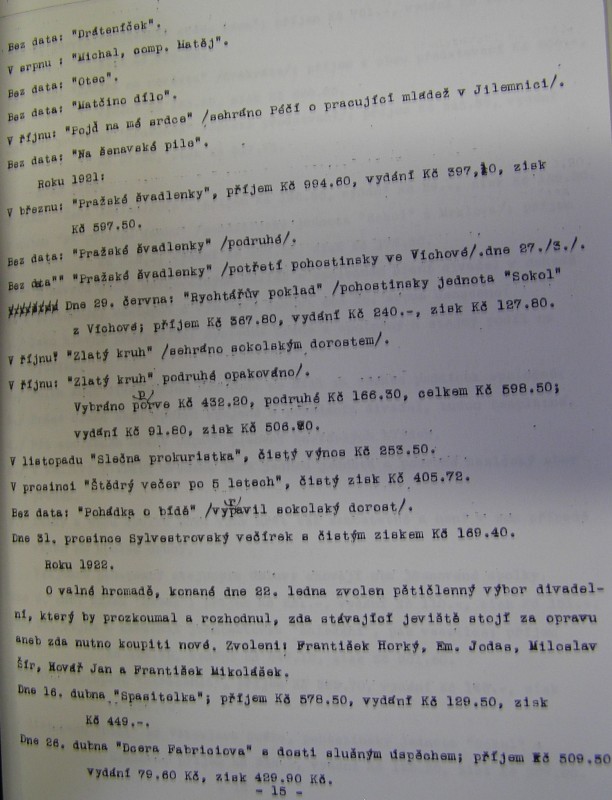 Bez data: "Dráteníček".
V srpnu : "Michal, comp. Matěj".
Bez data: "Otec".
Bez data: "Matčino dílo".
V říjnu: "Pojď na mé srdce" /sehráno Péčí o pracující mládež v Jilemnici/.
Bez data: "Na šenavské pile".
Roku 1921:
V březnu: "Pražské švadlenky", příjem Kč 994.60, vydání Kč 397,10, zisk
Kč 597.50.
Bez data: "Pražské švadlenky" /podruhé/.
Bez data"" "Pražské švadlenky" /potřetí pohostinsky ve Víchové/.dne 27./3./.
Dne 29. června: "Rychtářův poklad" /pohostinsky jednota "Sokol"
z Víchové; příjem Kč 367.80, vydání Kč 240.-, zisk Kč 127.80.
V říjnu: "Zlatý kruh" /sehráno sokolským dorostem/.
V říjnu: "Zlatý kruh" podruhé opakováno/.
Vybráno poprve Kč 432.20, podruhé Kč 166.30, celkem Kč 598.50;
vydání Kč 91.80, zisk Kč 506.20.
V listopadu "Slečna prokuristka", čistý výnos Kč 253.50.
V prosinci "Štědrý večer po 5 letech", čistý zisk Kč 405.72.
Bez data: "Pohádka o bídě" /vypravil sokolský dorost/.
Dne 31. prosince Sylvestrovský večírek s čistým ziskem Kč 169.40.
Roku 1922.
O valné hromadě, konané dne 22. ledna zvolen pětičlenný výbor divadel-
ní, který by prozkoumal a rozhodnul, zda stávající jeviště stojí za opravu
aneb zda nutno koupiti nové. Zvoleni: František Horký, Em. Jodas, Miloslav
Šír, Kovář Jan a František Mikolášek.
Dne 16. dubna "Spasitelka"; příjem Kč 578.50, vydání Kč 129.50, zisk
Kč 449.-.
Dne 26. dubna "Dcera Fabriciova" s dosti slušným úspěchem; příjem Kč 509.50
vydání 79.60 Kč, zisk 429.90 Kč.
- 15 -